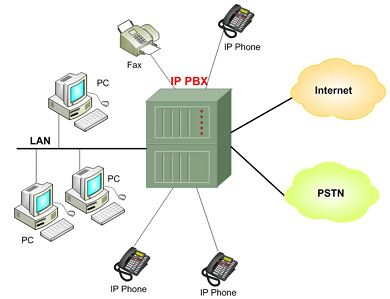 IP Phone
Fax
IP PBX
PC
Internet
LAN
PSTN
PC
PC
IP Phone
IP Phone